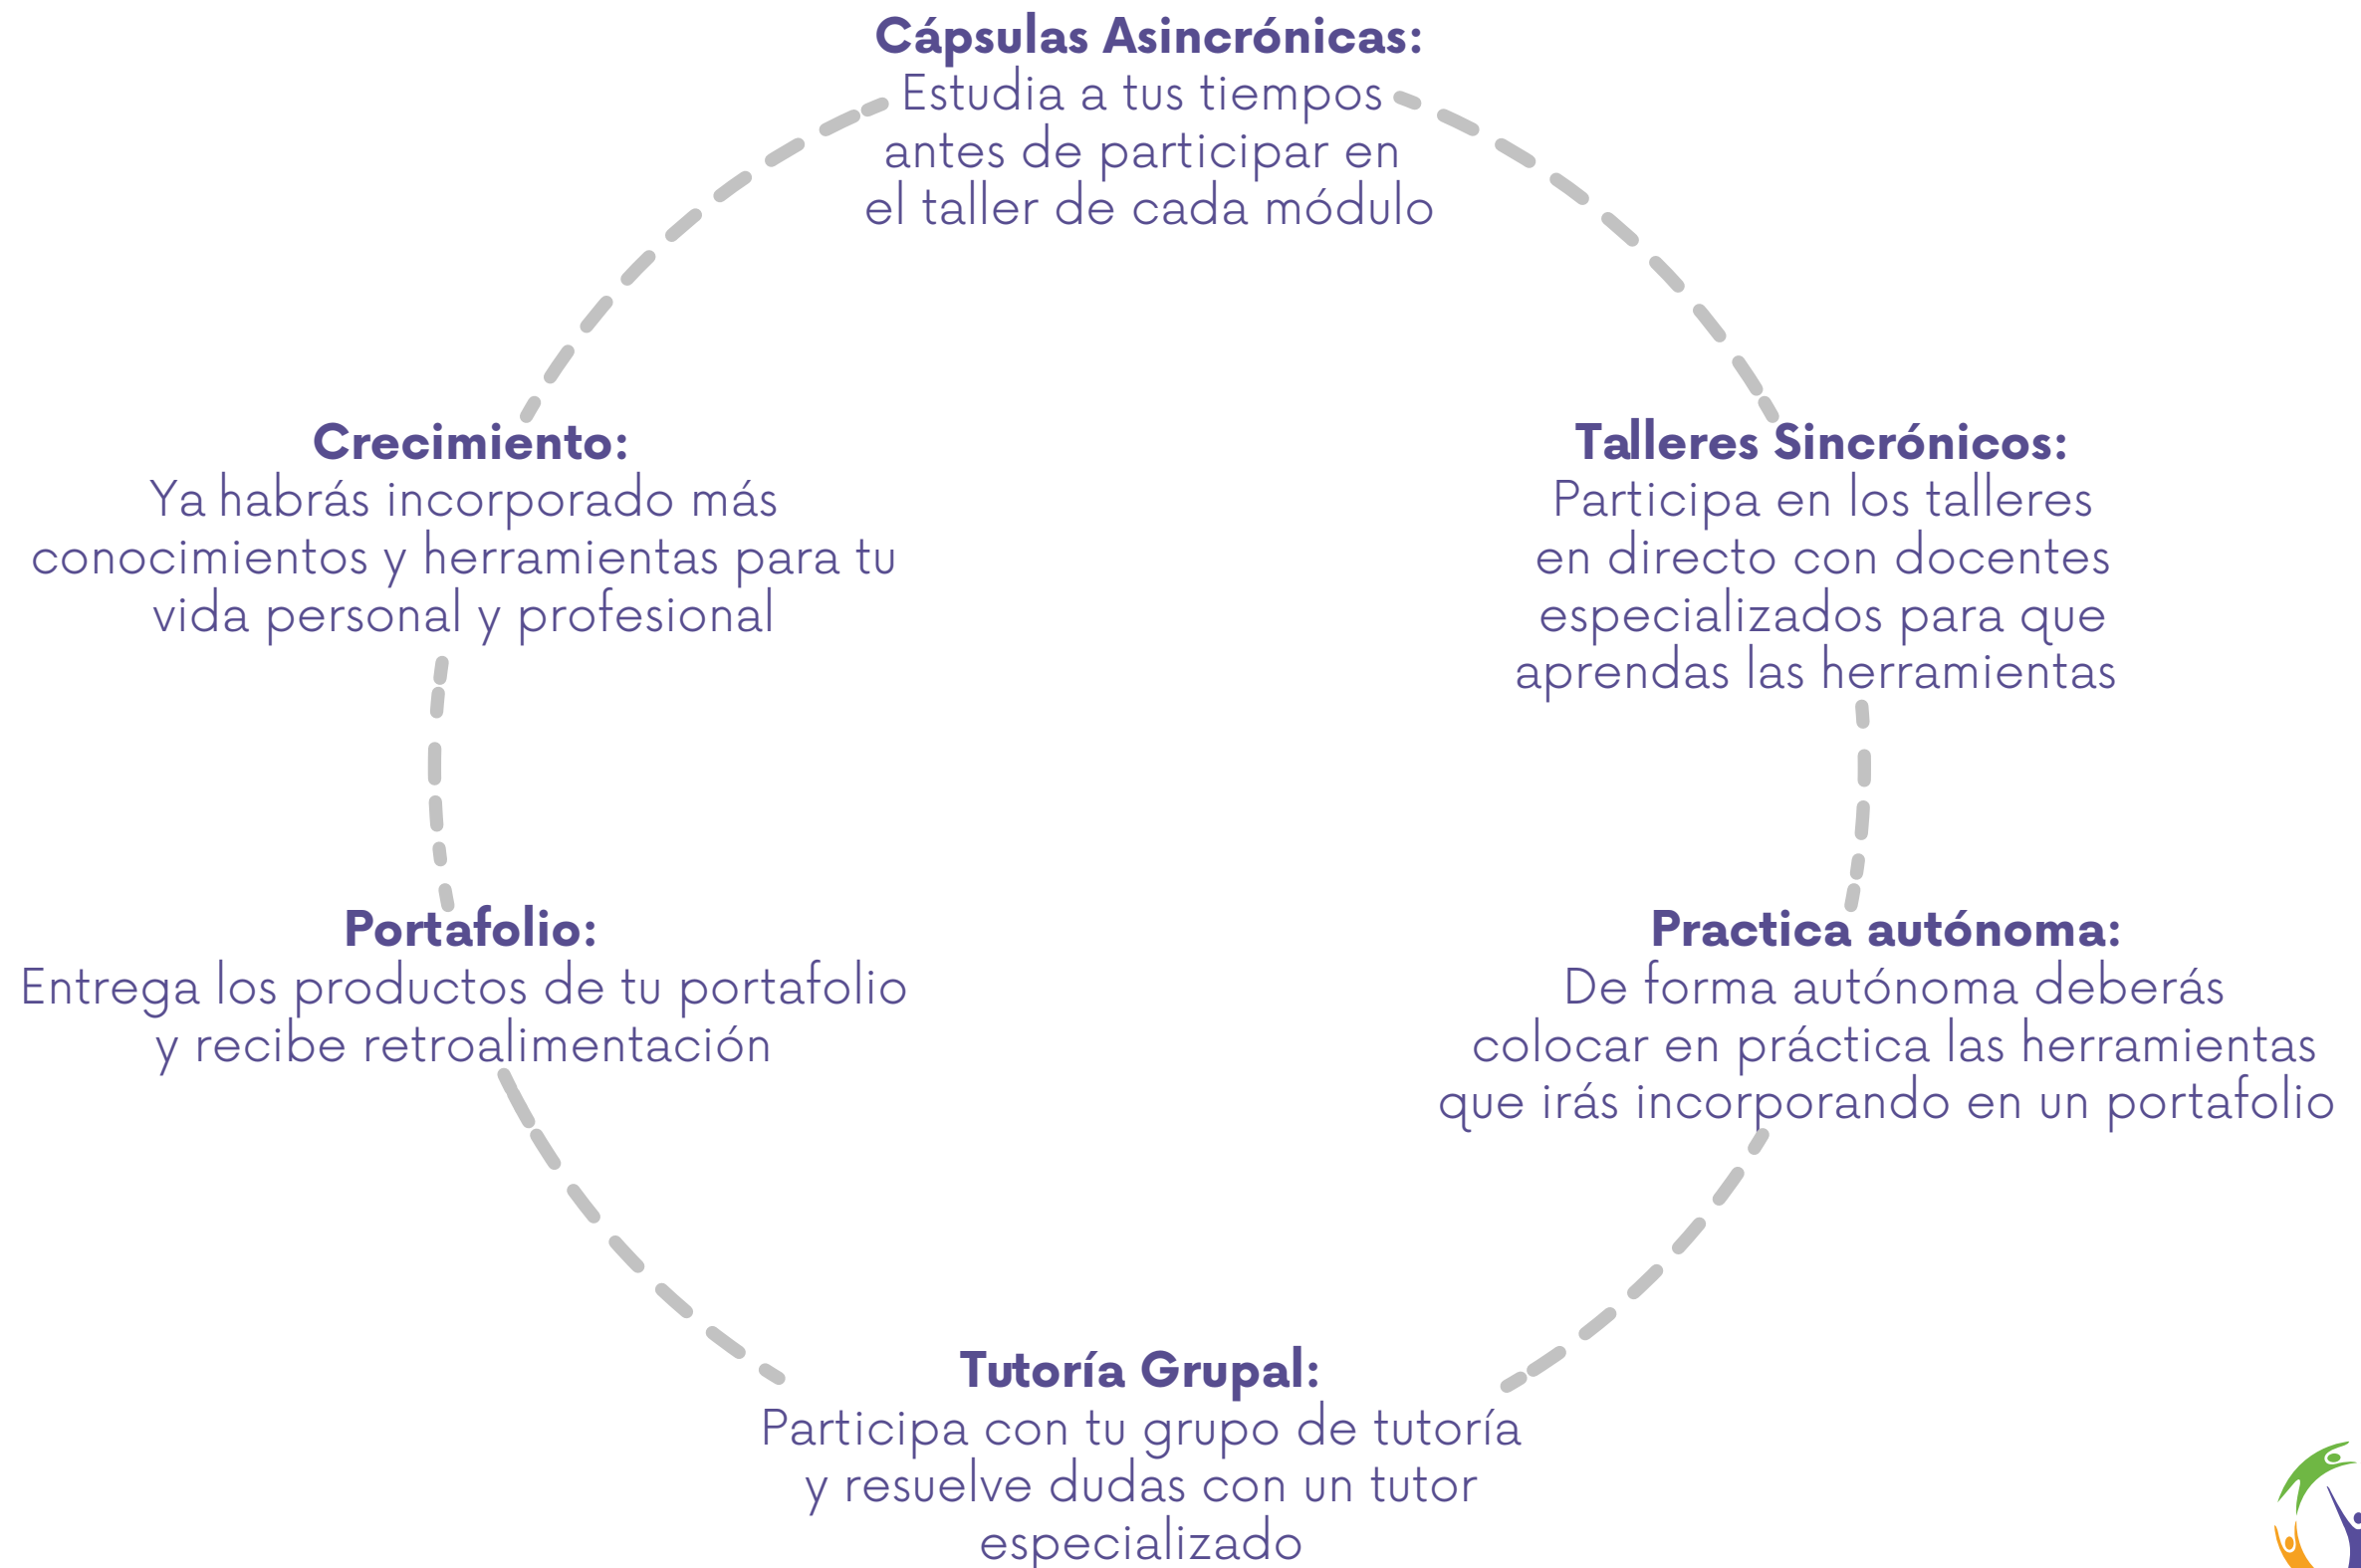 Cápsulas Asincrónicas:
Estudia a tus tiempos
antes de participar en
el taller de cada módulo
Talleres Sincrónicos:
Participa en los talleres
en directo con docentes
especializados para que
aprendas las herramientas
Practica autónoma:
De forma autónoma deberás
colocar en práctica las herramientas
que irás incorporando en un portafolio
Tutoría Grupal:
Participa con tu grupo de tutoría
y resuelve dudas con un tutor
especializado
Portafolio:
Entrega los productos de tu portafolio
y recibe retroalimentación
Crecimiento:
Ya habrás incorporado más
conocimientos y herramientas para tu
vida personal y profesional